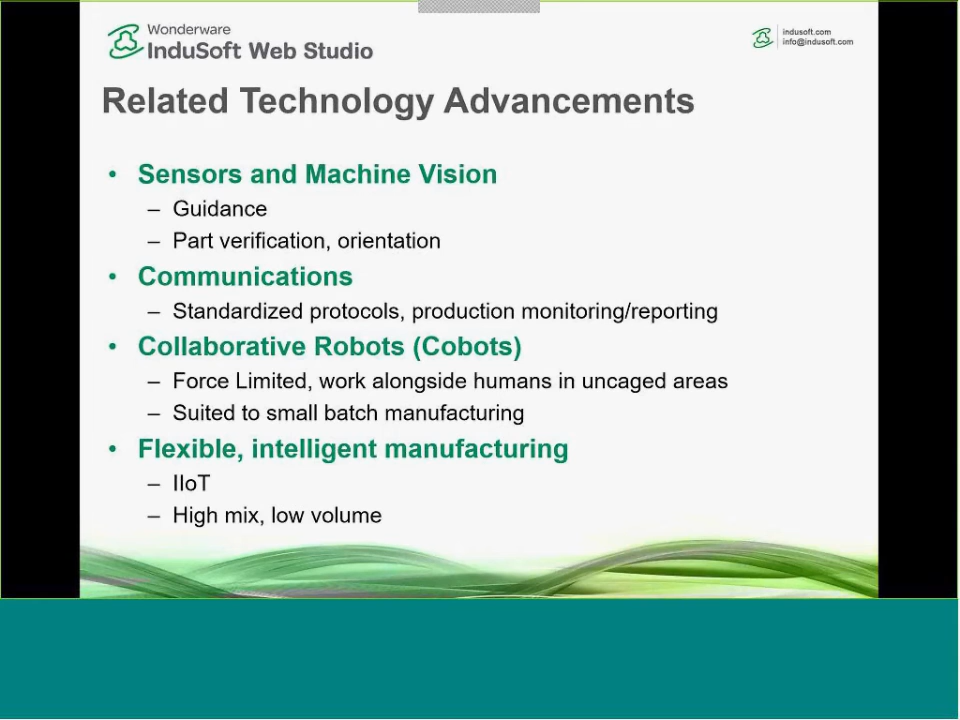 Wonderware
InduSoft Web Studio
indusoft.com
info@indusoft.com
Related Technology Advancements
• Sensors and Machine Vision
– Guidance
– Part verification, orientation
• Communications
– Standardized protocols, production monitoring/reporting
• Collaborative Robots (Cobots)
– Force Limited, work alongside humans in uncaged areas
– Suited to small batch manufacturing
• Flexible, intelligent manufacturing
– IIoT
– High mix, low volume